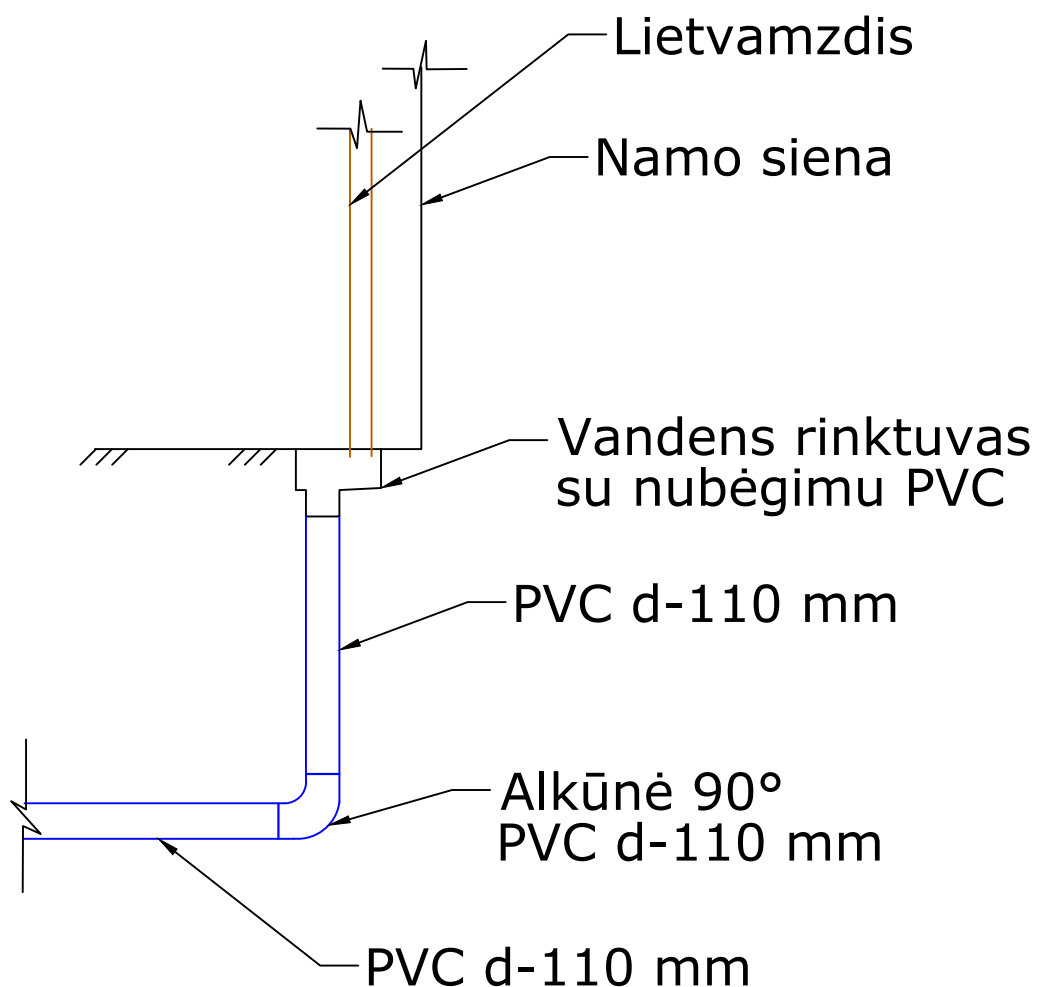 Lietvamzdis
Namo siena
Vandens rinktuvas
su nubėgimu PVC
PVC d-110 mm
Alkūnė 90°
PVC d-110 mm
PVC d-110 mm